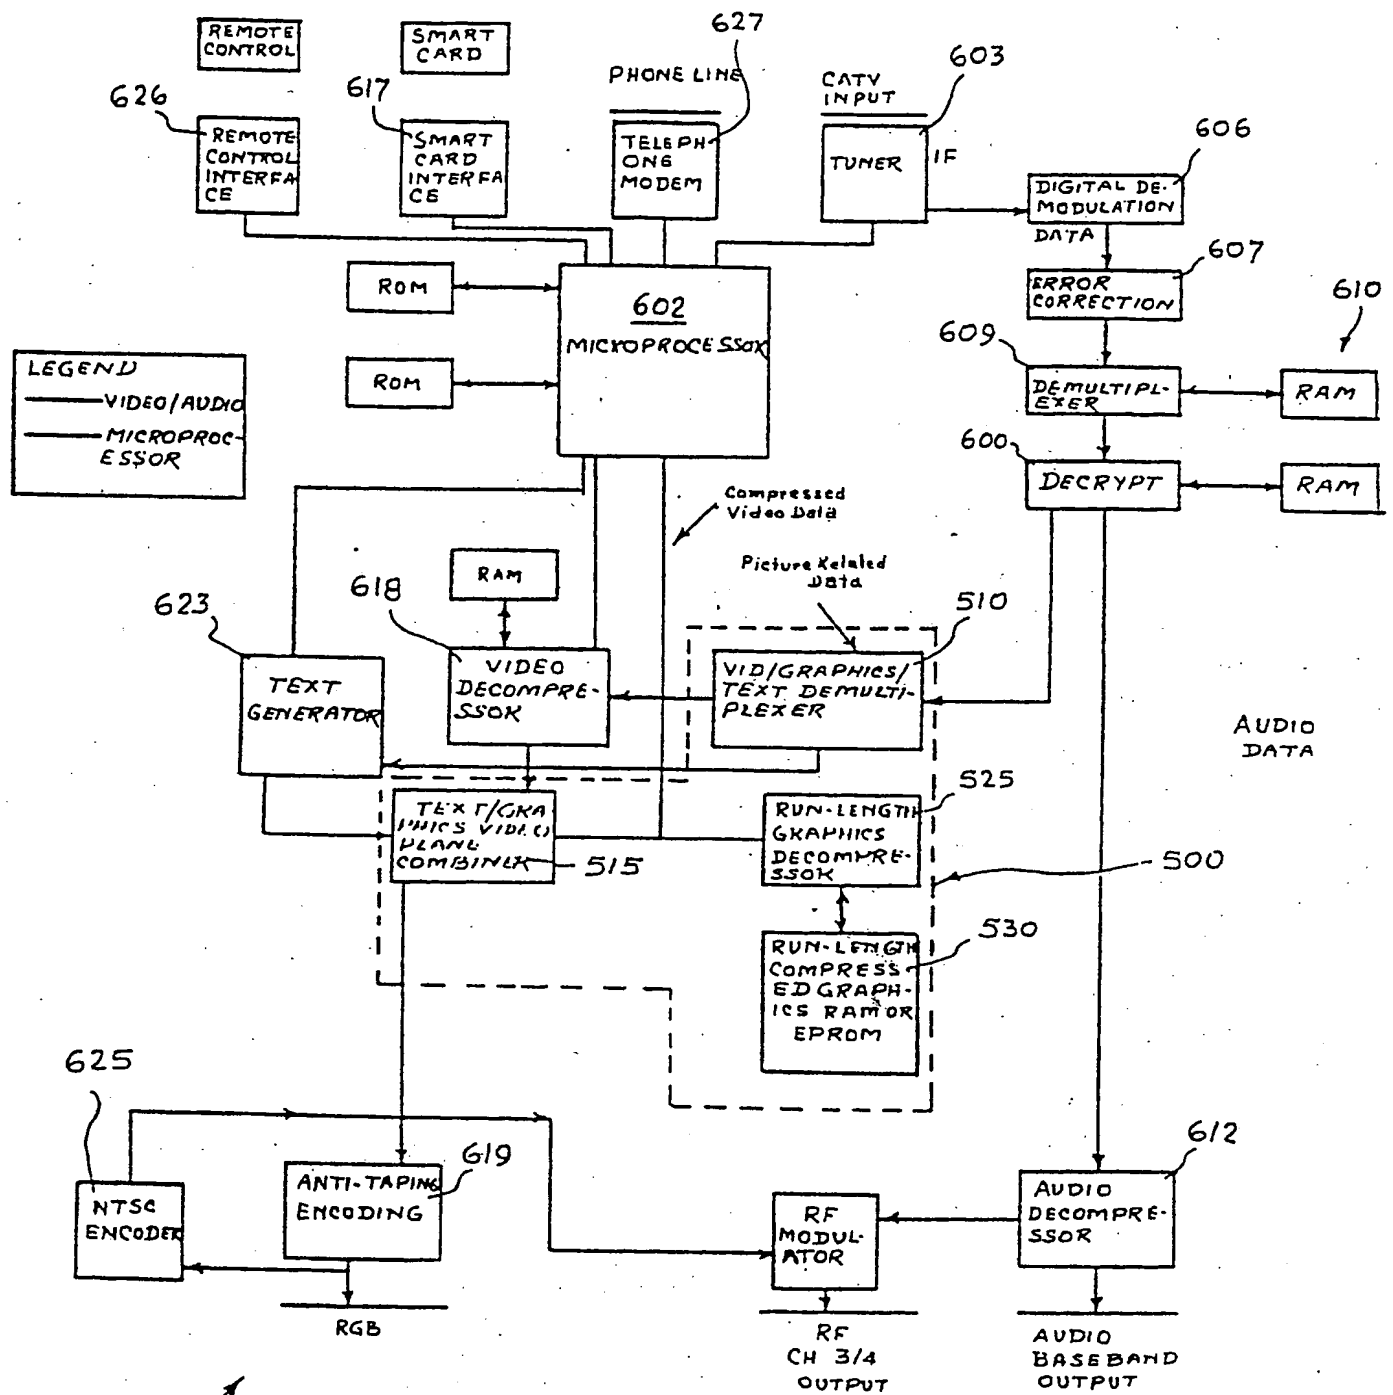 REMOTE
CONTROL
SMART
CARD
627
PHONE LINE
CATV
INPUT
603
626
617
606
REMOTE
CONTROL
INTERFA
CE
SMART
CARD
INTERFA
CE
TELEPH
ONE
MODEM
TUNER
IF
DIGITAL DE-
MODULATION
DATA
607
ERROR
CORRECTION
610
ROM
602
MICROPROCESSOR
609
DEMULTIPL-
EXER
RAM
ROM
LEGEND
VIDEO/AUDIO
MICROPROC-
ESSOR
600
DECRYPT
RAM
Compressed
Video Data
Picture Related
Data
RAM
618
510
623
VIDEO
DECOMPRE-
SSOR
VID/GRAPHICS/
TEXT DEMULTI-
PLEXER
TEXT
GENERATOR
AUDIO
DATA
525
TEXT/GRA
PHICS VIDEO
PLANE
COMBINER
515
RUN-LENGTH
GRAPHICS
DECOMPRE-
SSOR
500
530
RUN-LENGTH
COMPRESS
ED GRAPH-
ICS RAM OR
EPROM
625
NTSC
ENCODER
619
ANTI-TAPING
ENCODING
612
RF
MODUL-
ATOR
AUDIO
DECOMPRE-
SSOR
RGB
RF
CH 3/4
OUTPUT
AUDIO
BASEBAND
OUTPUT